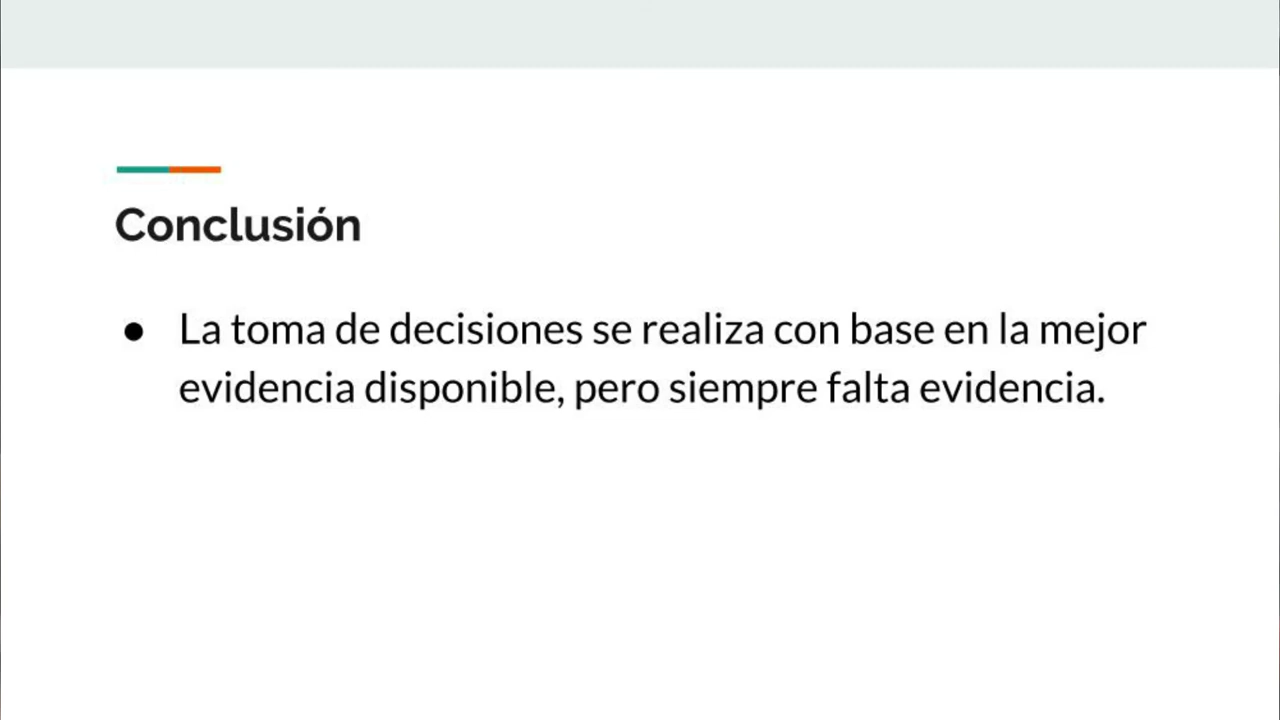 Conclusión
● La toma de decisiones se realiza con base en la mejor
evidencia disponible, pero siempre falta evidencia.